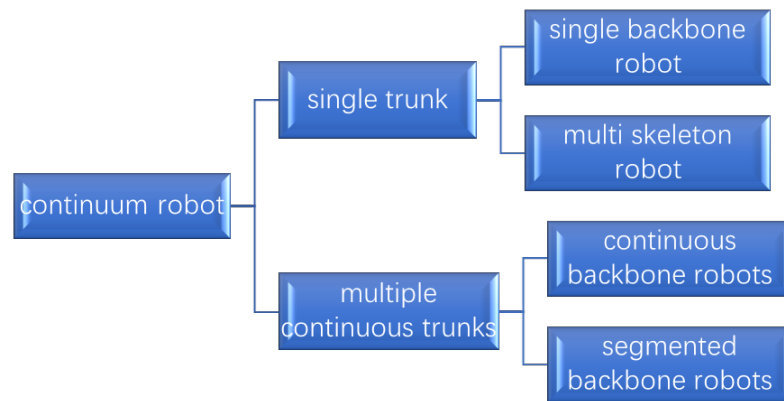 continuum robot
single trunk
single backbone
robot
multi skeleton
robot
multiple
continuous trunks
continuous
backbone robots
segmented
backbone robots